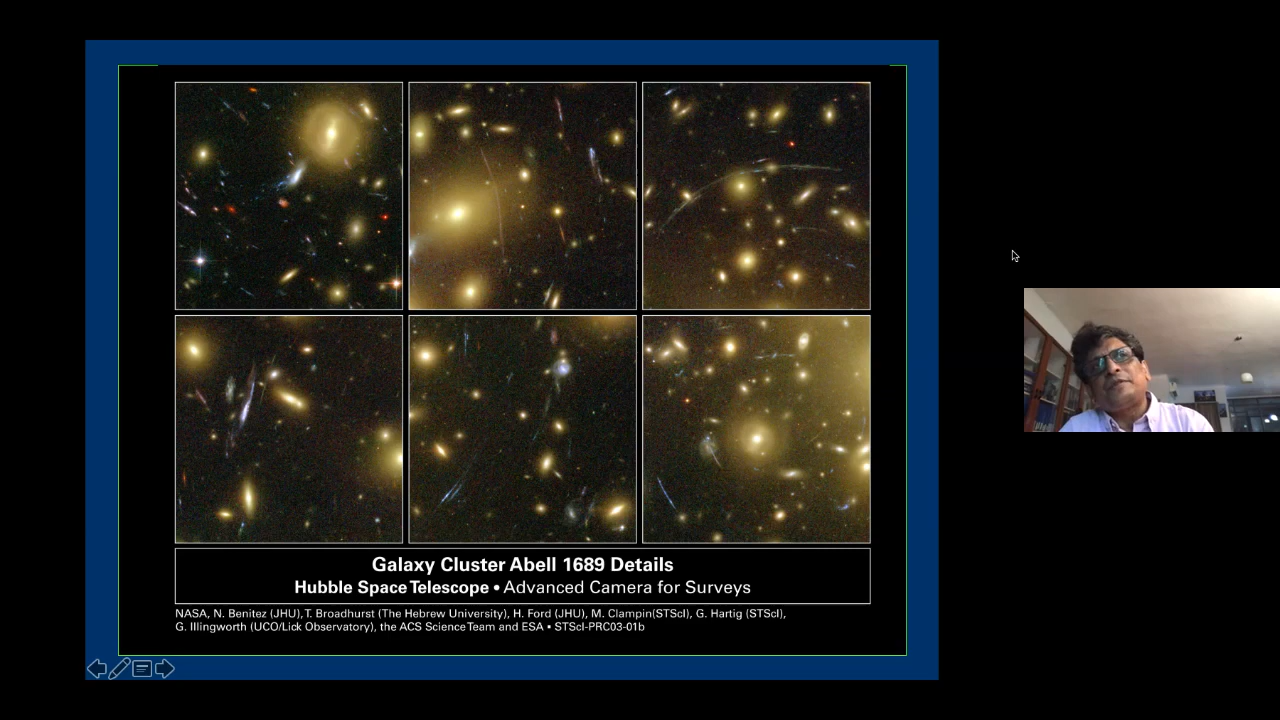 Galaxy Cluster Abell 1689 Details
Hubble Space Telescope • Advanced Camera for Surveys
NASA, N. Benitez (JHU), T. Broadhurst (The Hebrew University), H. Ford (JHU), M. Clampin(STScI), G. Hartig (STScI),
G. Illingworth (UCO/Lick Observatory), the ACS Science Team and ESA • STScI-PRC03-01b